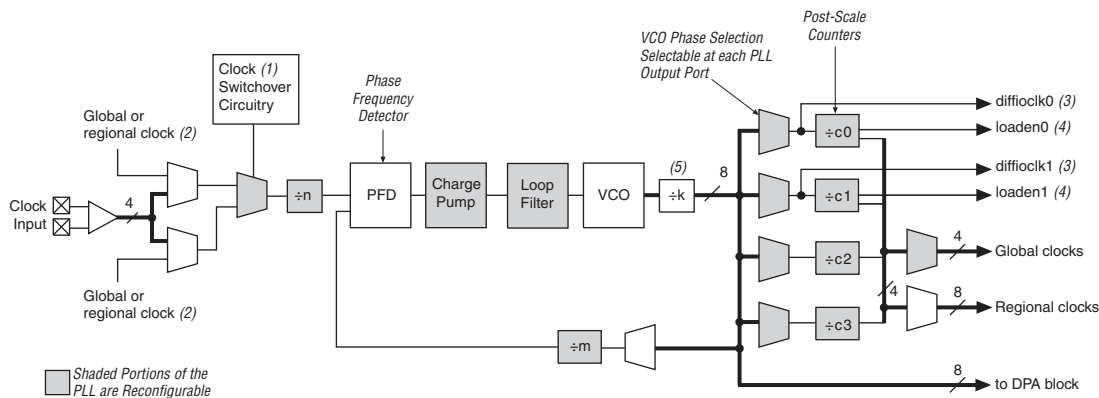 VCO Phase Selection
Selectable at each PLL
Output Port
Post-Scale
Counters
Clock (1)
Switchover
Circuitry
Phase
Frequency
Detector
Global or
regional clock (2)
Clock
Input
4
Global or
regional clock (2)
÷n
PFD
Charge
Pump
Loop
Filter
VCO
(5)
÷k
8
÷c0
÷c1
÷c2
÷c3
÷m
diffioclk0 (3)
loaden0 (4)
diffioclk1 (3)
loaden1 (4)
4
Global clocks
4
8
Regional clocks
8
to DPA block
Shaded Portions of the
PLL are Reconfigurable